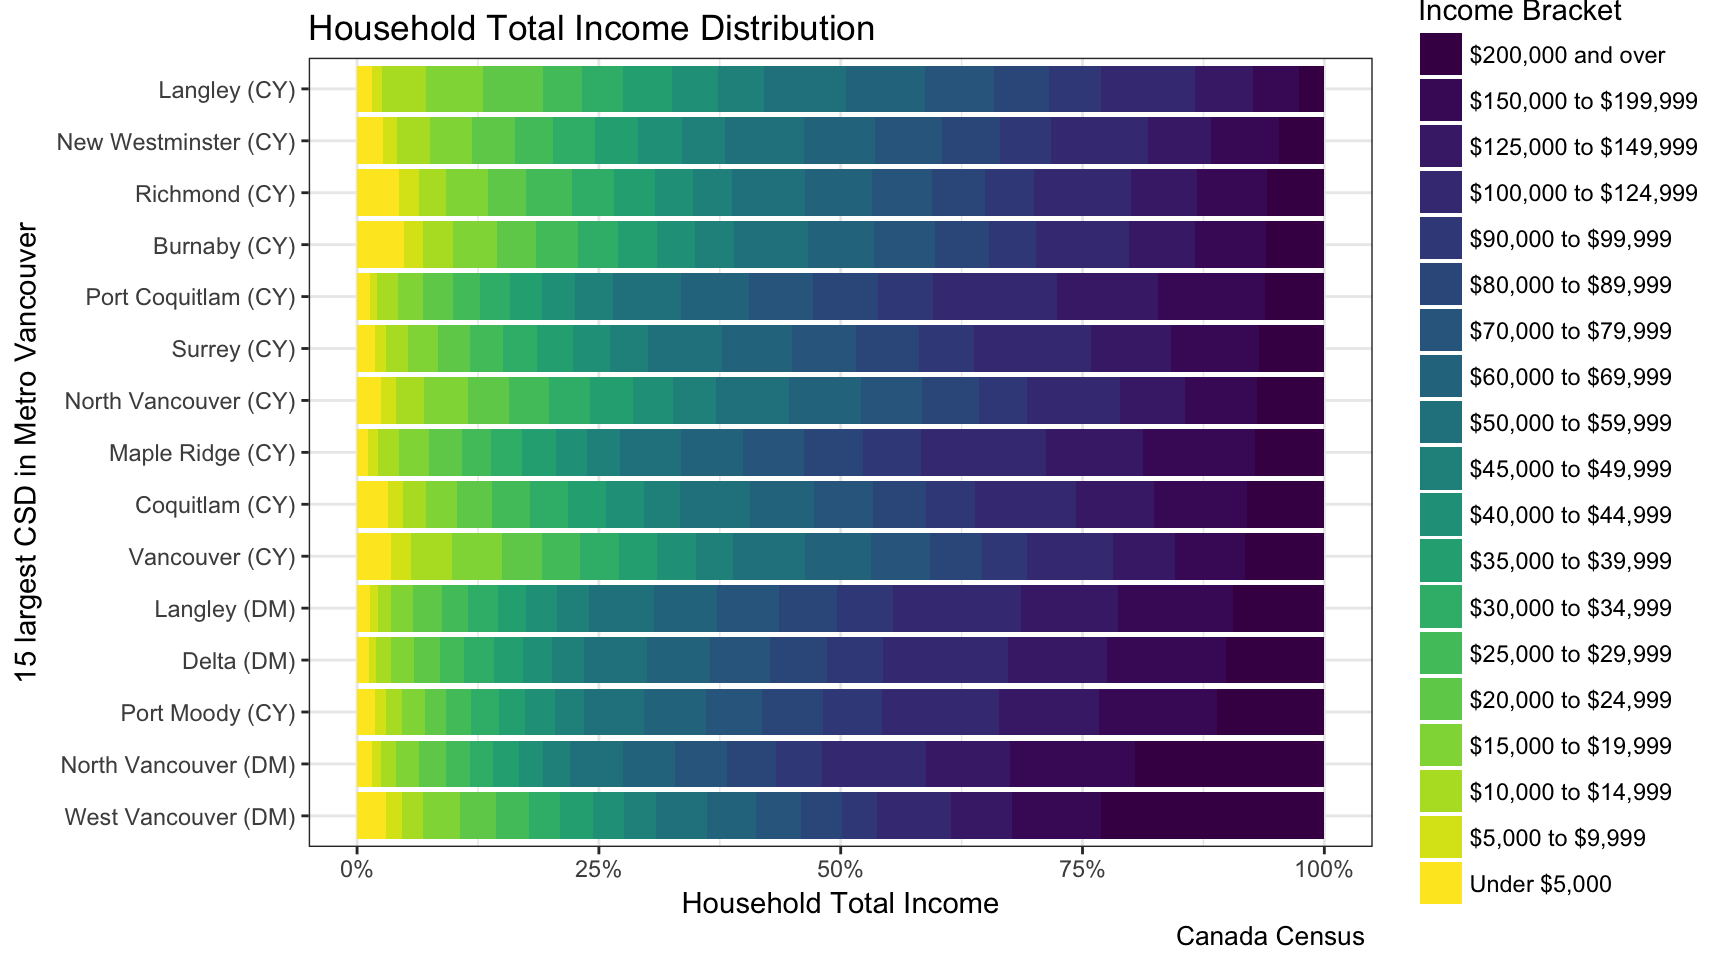 Household Total Income Distribution
15 largest CSD in Metro Vancouver
Langley (CY)
New Westminster (CY)
Richmond (CY)
Burnaby (CY)
Port Coquitlam (CY)
Surrey (CY)
North Vancouver (CY)
Maple Ridge (CY)
Coquitlam (CY)
Vancouver (CY)
Langley (DM)
Delta (DM)
Port Moody (CY)
North Vancouver (DM)
West Vancouver (DM)
0% 25% 50% 75% 100%
Household Total Income
Canada Census
Income Bracket
$200,000 and over
$150,000 to $199,999
$125,000 to $149,999
$100,000 to $124,999
$90,000 to $99,999
$80,000 to $89,999
$70,000 to $79,999
$60,000 to $69,999
$50,000 to $59,999
$45,000 to $49,999
$40,000 to $44,999
$35,000 to $39,999
$30,000 to $34,999
$25,000 to $29,999
$20,000 to $24,999
$15,000 to $19,999
$10,000 to $14,999
$5,000 to $9,999
Under $5,000